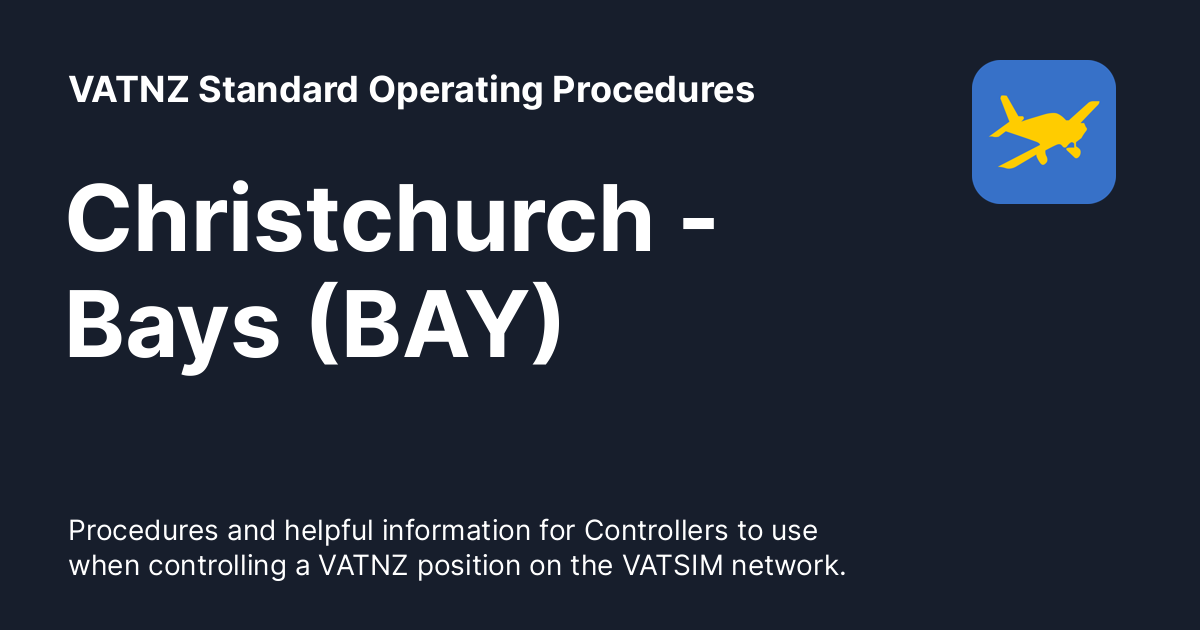 VATNZ Standard Operating Procedures
Christchurch -
Bays (BAY)
Procedures and helpful information for Controllers to use
when controlling a VATNZ position on the VATSIM network.